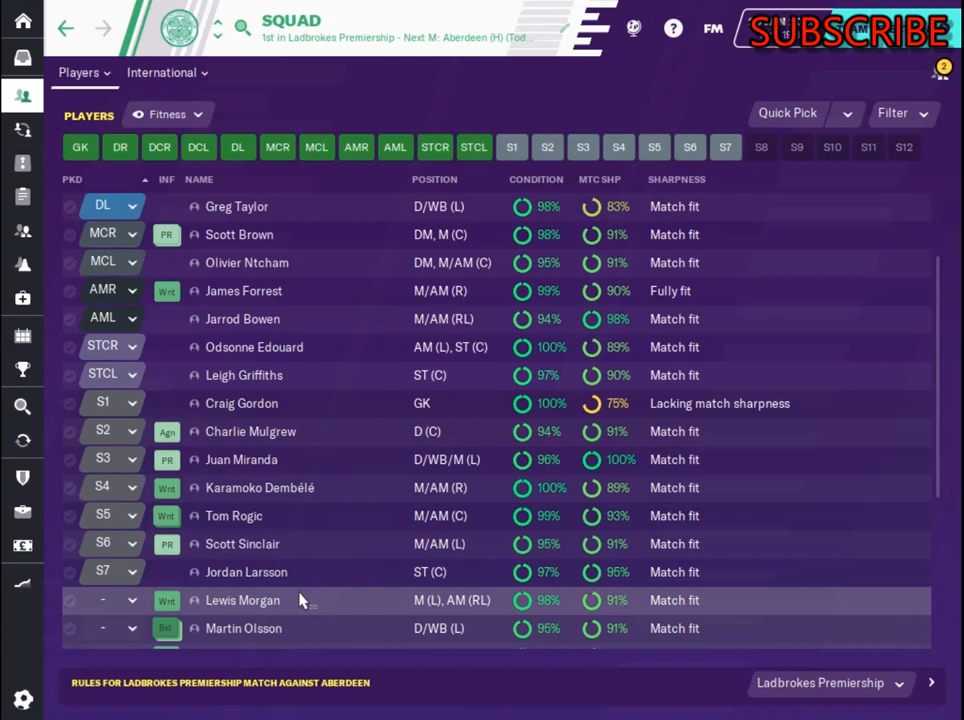 SQUAD
1st in Ladbrokes Premiership - Next M: Aberdeen (H) (Tod...
FM
SUBSCRIBE
Players
International
2
PLAYERS
Fitness
Quick Pick
Filter
GK DR DCR DCL DL MCR MCL AMR AML STCR STCL S1 S2 S3 S4 S5 S6 S7 S8 S9 S10 S11 S12
PKD INF NAME POSITION CONDITION MTC SHP SHARPNESS
DL Greg Taylor D/WB (L) 98% 83% Match fit
MCR PR Scott Brown DM, M (C) 98% 91% Match fit
MCL Olivier Ntcham DM, M/AM (C) 95% 91% Match fit
AMR Wnt James Forrest M/AM (R) 99% 90% Fully fit
AML Jarrod Bowen M/AM (RL) 94% 98% Match fit
STCR Odsonne Edouard AM (L), ST (C) 100% 89% Match fit
STCL Leigh Griffiths ST (C) 97% 90% Match fit
S1 Craig Gordon GK 100% 75% Lacking match sharpness
S2 Agn Charlie Mulgrew D (C) 94% 91% Match fit
S3 PR Juan Miranda D/WB/M (L) 96% 100% Match fit
S4 Wnt Karamoko Dembélé M/AM (R) 100% 89% Match fit
S5 Wnt Tom Rogic M/AM (C) 99% 93% Match fit
S6 PR Scott Sinclair M/AM (L) 95% 91% Match fit
S7 Jordan Larsson ST (C) 97% 95% Match fit
- Wnt Lewis Morgan M (L), AM (RL) 98% 91% Match fit
- Bid Martin Olsson D/WB (L) 95% 91% Match fit
RULES FOR LADBROKES PREMIERSHIP MATCH AGAINST ABERDEEN
Ladbrokes Premiership